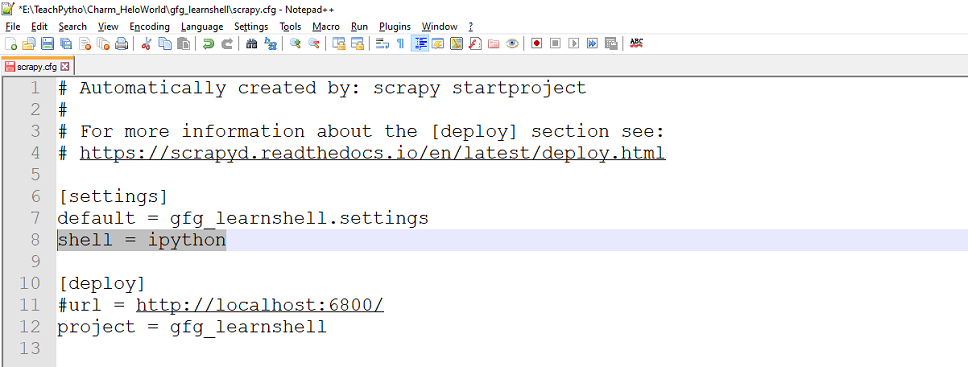 *E:\TeachPytho\Charm_HeloWorld\gfg_learnshell\scrapy.cfg - Notepad++
File Edit Search View Encoding Language Settings Tools Macro Run Plugins Window ?
ABC
scrapy.cfg
1 # Automatically created by: scrapy startproject
2 #
3 # For more information about the [deploy] section see:
4 # https://scrapyd.readthedocs.io/en/latest/deploy.html
5
6 [settings]
7 default = gfg_learnshell.settings
8 shell = ipython
9
10 [deploy]
11 #url = http://localhost:6800/
12 project = gfg_learnshell
13